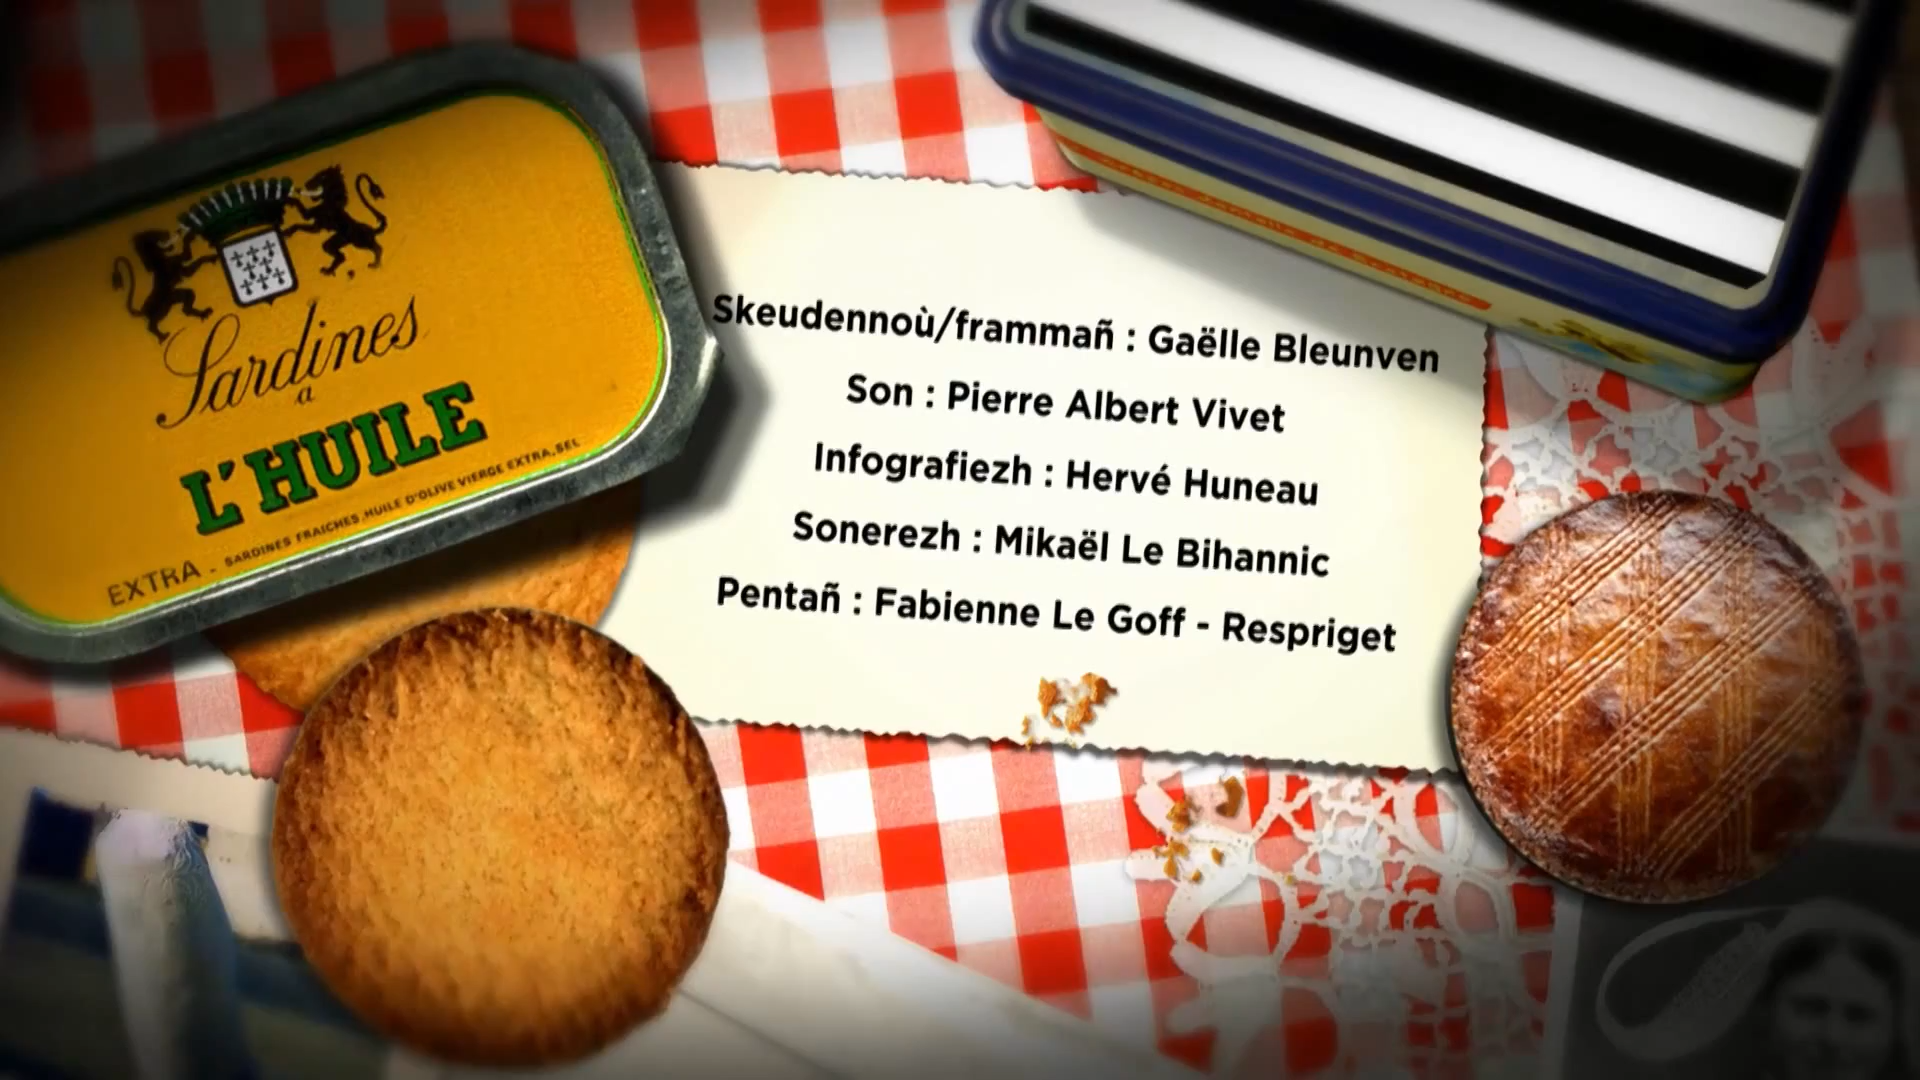 Sardines
à
L'HUILE
EXTRA - SARDINES FRAICHES, HUILE D'OLIVE VIERGE EXTRA, SEL
Skeudennoù/frammañ : Gaëlle Bleunven
Son : Pierre Albert Vivet
Infografiezh : Hervé Huneau
Sonerezh : Mikaël Le Bihannic
Pentañ : Fabienne Le Goff - Respriget